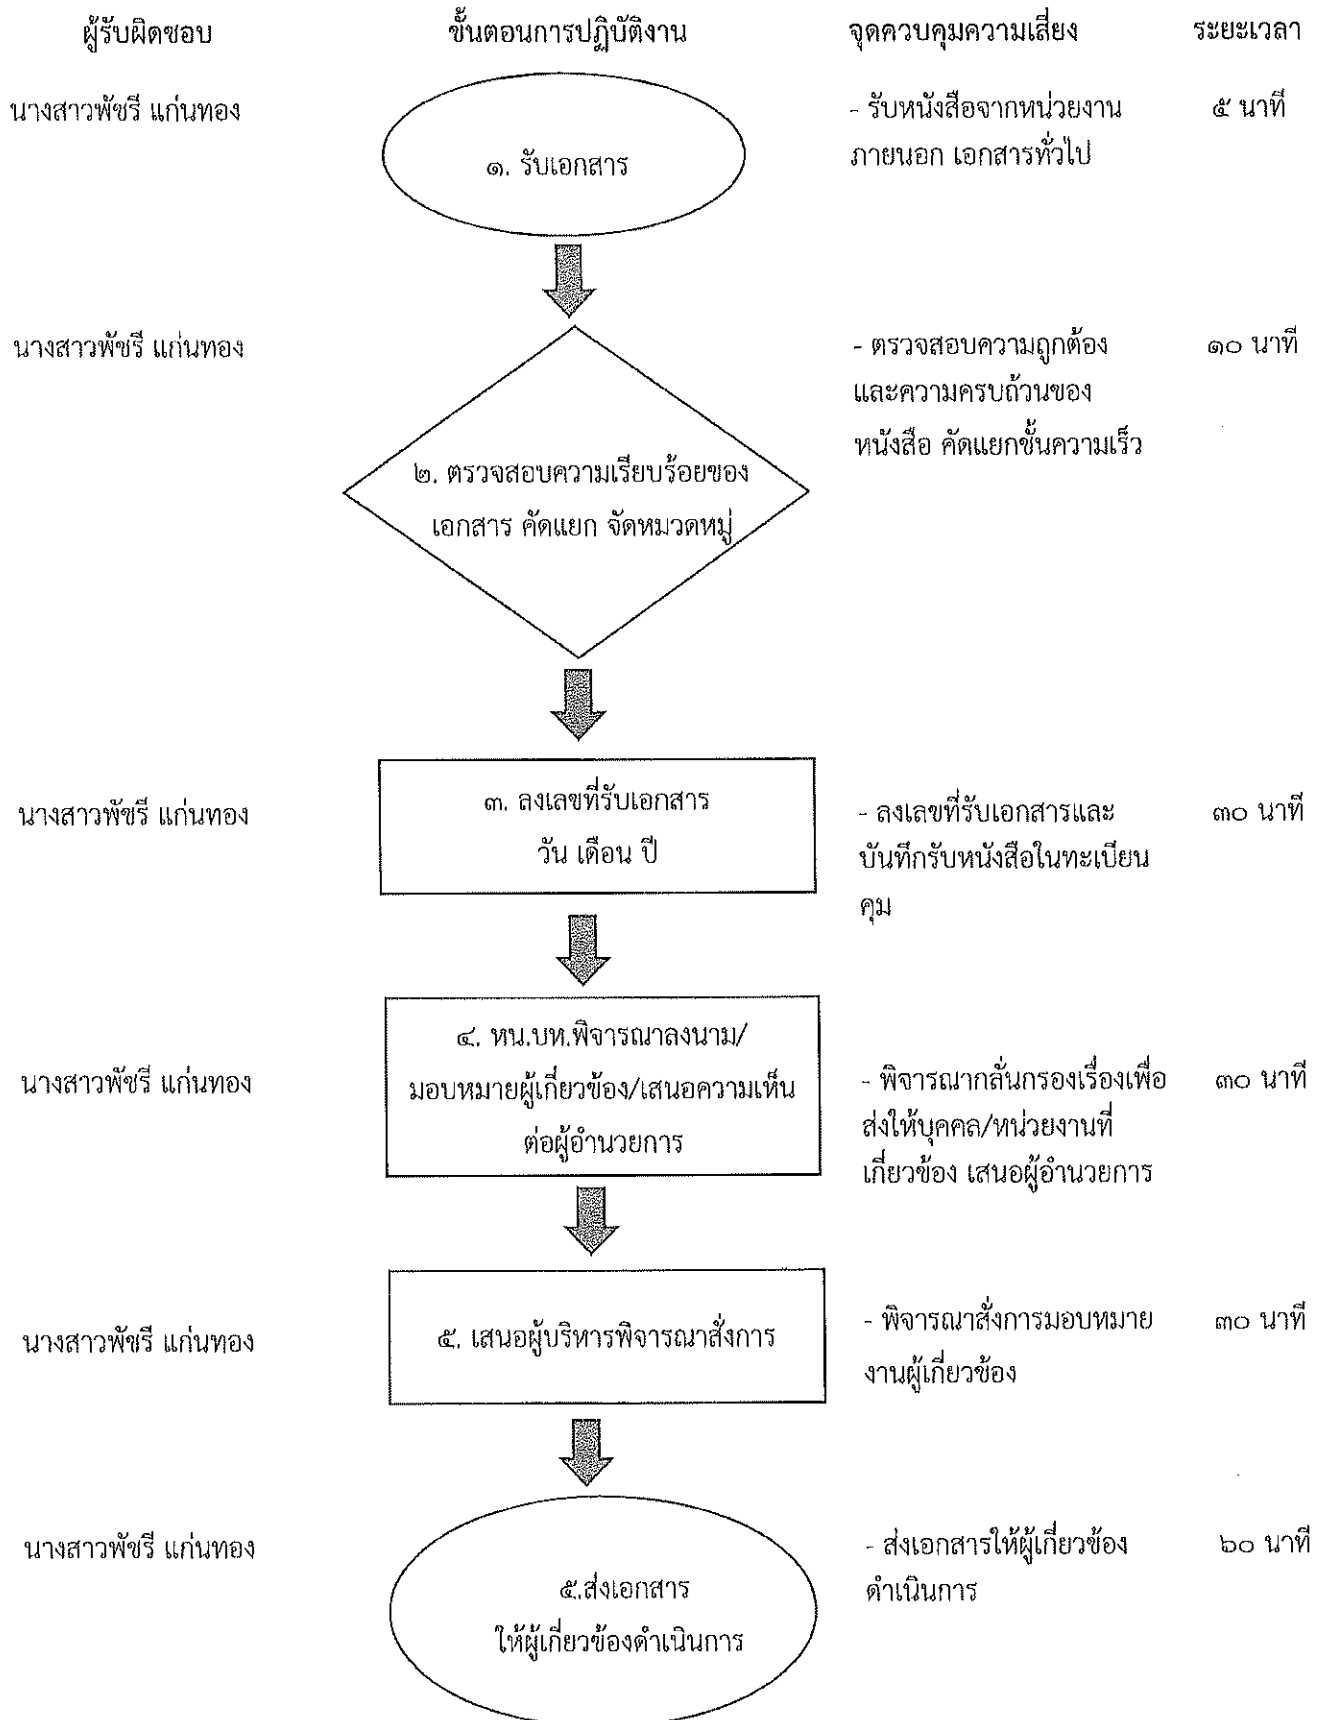 ผู้รับผิดชอบ ขั้นตอนการปฏิบัติงาน จุดควบคุมความเสี่ยง ระยะเวลา
นางสาวพัชรี แก่นทอง
๑. รับเอกสาร
- รับหนังสือจากหน่วยงาน
ภายนอก เอกสารทั่วไป
๕ นาที
นางสาวพัชรี แก่นทอง
๒. ตรวจสอบความเรียบร้อยของ
เอกสาร คัดแยก จัดหมวดหมู่
- ตรวจสอบความถูกต้อง
และความครบถ้วนของ
หนังสือ คัดแยกชั้นความเร็ว
๑๐ นาที
นางสาวพัชรี แก่นทอง
๓. ลงเลขที่รับเอกสาร
วัน เดือน ปี
- ลงเลขที่รับเอกสารและ
บันทึกรับหนังสือในทะเบียน
คุม
๓๐ นาที
นางสาวพัชรี แก่นทอง
๔. หน.บท.พิจารณาลงนาม/
มอบหมายผู้เกี่ยวข้อง/เสนอความเห็น
ต่อผู้อำนวยการ
- พิจารณากลั่นกรองเรื่องเพื่อ
ส่งให้บุคคล/หน่วยงานที่
เกี่ยวข้อง เสนอผู้อำนวยการ
๓๐ นาที
นางสาวพัชรี แก่นทอง
๕. เสนอผู้บริหารพิจารณาสั่งการ
- พิจารณาสั่งการมอบหมาย
งานผู้เกี่ยวข้อง
๓๐ นาที
นางสาวพัชรี แก่นทอง
๕.ส่งเอกสาร
ให้ผู้เกี่ยวข้องดำเนินการ
- ส่งเอกสารให้ผู้เกี่ยวข้อง
ดำเนินการ
๖๐ นาที